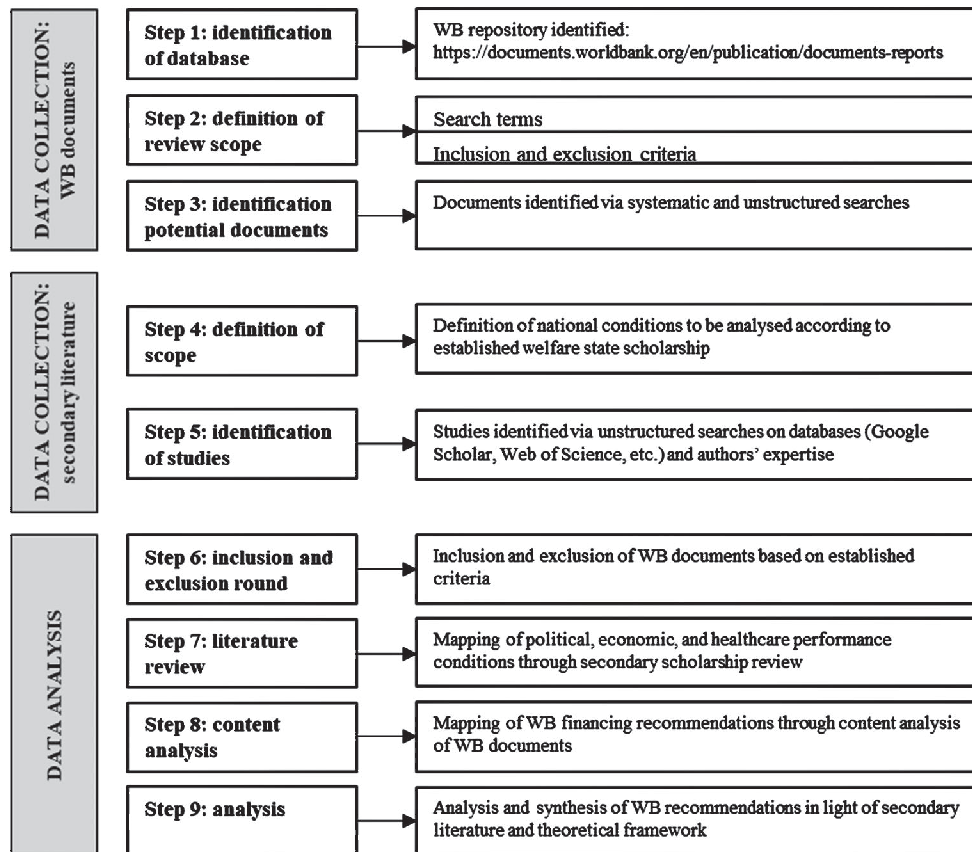 DATA COLLECTION:
WB documents
Step 1: identification
of database
WB repository identified:
https://documents.worldbank.org/en/publication/documents-reports
Step 2: definition of
review scope
Search terms
Inclusion and exclusion criteria
Step 3: identification
potential documents
Documents identified via systematic and unstructured searches
DATA COLLECTION:
secondary literature
Step 4: definition of
scope
Definition of national conditions to be analysed according to
established welfare state scholarship
Step 5: identification
of studies
Studies identified via unstructured searches on databases (Google
Scholar, Web of Science, etc.) and authors’ expertise
DATA ANALYSIS
Step 6: inclusion and
exclusion round
Inclusion and exclusion of WB documents based on established
criteria
Step 7: literature
review
Mapping of political, economic, and healthcare performance
conditions through secondary scholarship review
Step 8: content
analysis
Mapping of WB financing recommendations through content analysis
of WB documents
Step 9: analysis
Analysis and synthesis of WB recommendations in light of secondary
literature and theoretical framework